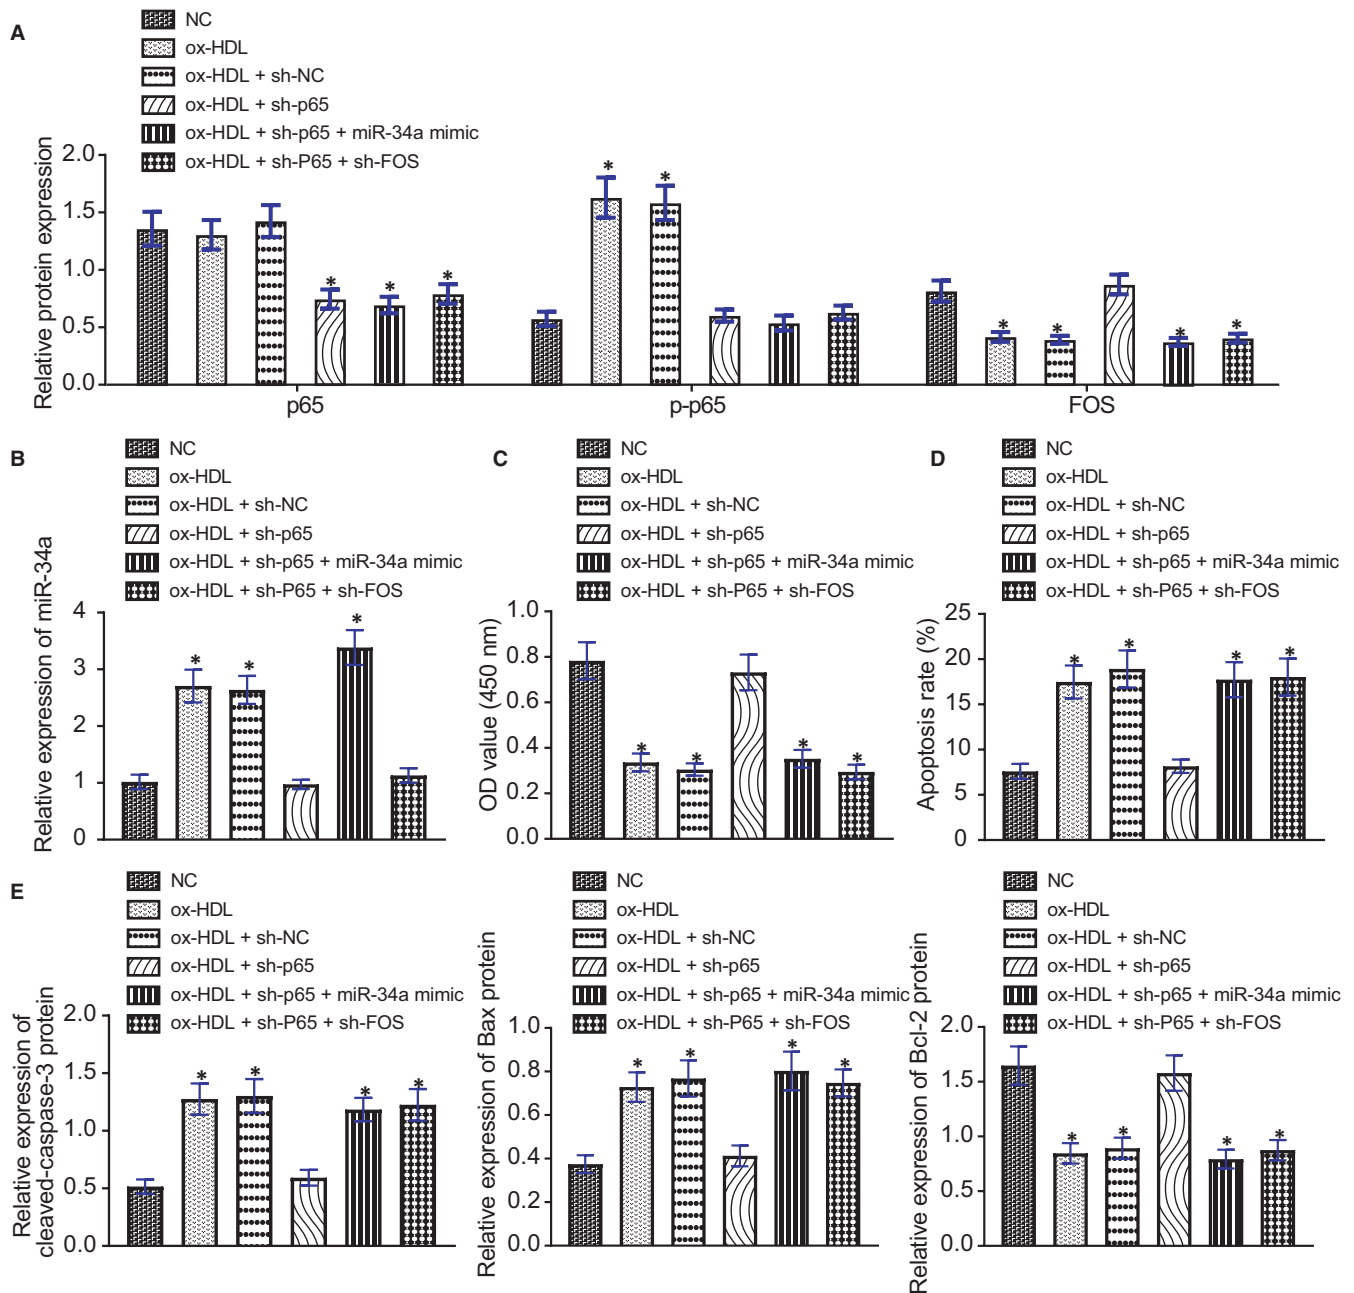 A
NC
ox-HDL
ox-HDL + sh-NC
ox-HDL + sh-p65
ox-HDL + sh-p65 + miR-34a mimic
ox-HDL + sh-P65 + sh-FOS
Relative protein expression
2.0
1.5
1.0
0.5
0.0
* * * * * * * * *
p65 p-p65 FOS
B
NC
ox-HDL
ox-HDL + sh-NC
ox-HDL + sh-p65
ox-HDL + sh-p65 + miR-34a mimic
ox-HDL + sh-P65 + sh-FOS
Relative expression of miR-34a
4
3
2
1
0
* * *
C
NC
ox-HDL
ox-HDL + sh-NC
ox-HDL + sh-p65
ox-HDL + sh-p65 + miR-34a mimic
ox-HDL + sh-P65 + sh-FOS
OD value (450 nm)
1.0
0.8
0.6
0.4
0.2
0.0
* * * *
D
NC
ox-HDL
ox-HDL + sh-NC
ox-HDL + sh-p65
ox-HDL + sh-p65 + miR-34a mimic
ox-HDL + sh-P65 + sh-FOS
Apoptosis rate (%)
25
20
15
10
5
0
* * * *
E
NC
ox-HDL
ox-HDL + sh-NC
ox-HDL + sh-p65
ox-HDL + sh-p65 + miR-34a mimic
ox-HDL + sh-P65 + sh-FOS
Relative expression of
cleaved-caspase-3 protein
2.0
1.5
1.0
0.5
0.0
* * * *
NC
ox-HDL
ox-HDL + sh-NC
ox-HDL + sh-p65
ox-HDL + sh-p65 + miR-34a mimic
ox-HDL + sh-P65 + sh-FOS
Relative expression of Bax protein
1.0
0.8
0.6
0.4
0.2
0.0
* * * *
NC
ox-HDL
ox-HDL + sh-NC
ox-HDL + sh-p65
ox-HDL + sh-p65 + miR-34a mimic
ox-HDL + sh-P65 + sh-FOS
Relative expression of Bcl-2 protein
2.0
1.5
1.0
0.5
0.0
* * * *